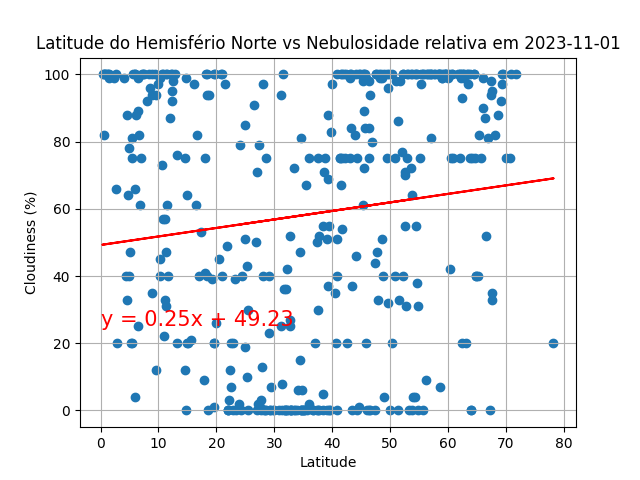 Latitude do Hemisfério Norte vs Nebulosidade relativa em 2023-11-01
100
80
60
40
20
0
Cloudiness (%)
y = 0.25x + 49.23
0 10 20 30 40 50 60 70 80
Latitude